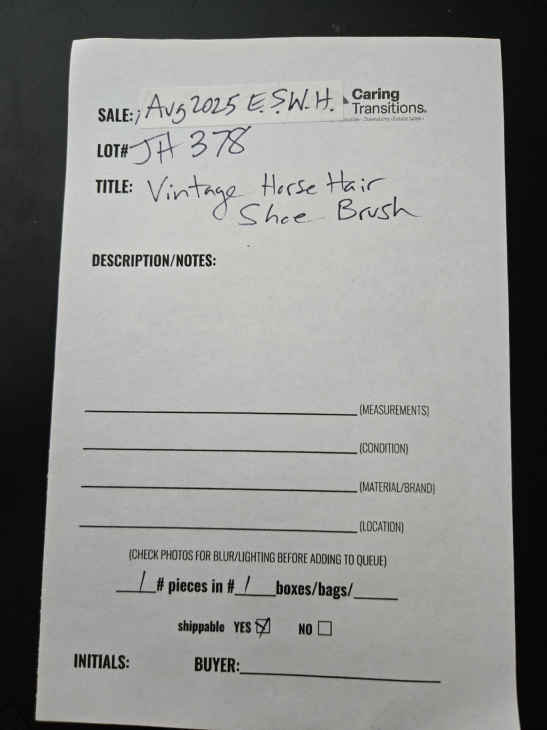 SALE: Aug 2025 E.S.W.H.
Caring
Transitions.
LOT# JH 378
TITLE: Vintage Horse Hair
Shoe Brush
DESCRIPTION/NOTES:
(MEASUREMENTS)
(CONDITION)
(MATERIAL/BRAND)
(LOCATION)
(CHECK PHOTOS FOR BLUR/LIGHTING BEFORE ADDING TO QUEUE)
1 # pieces in # 1 boxes/bags/
shippable YES NO
INITIALS: BUYER: